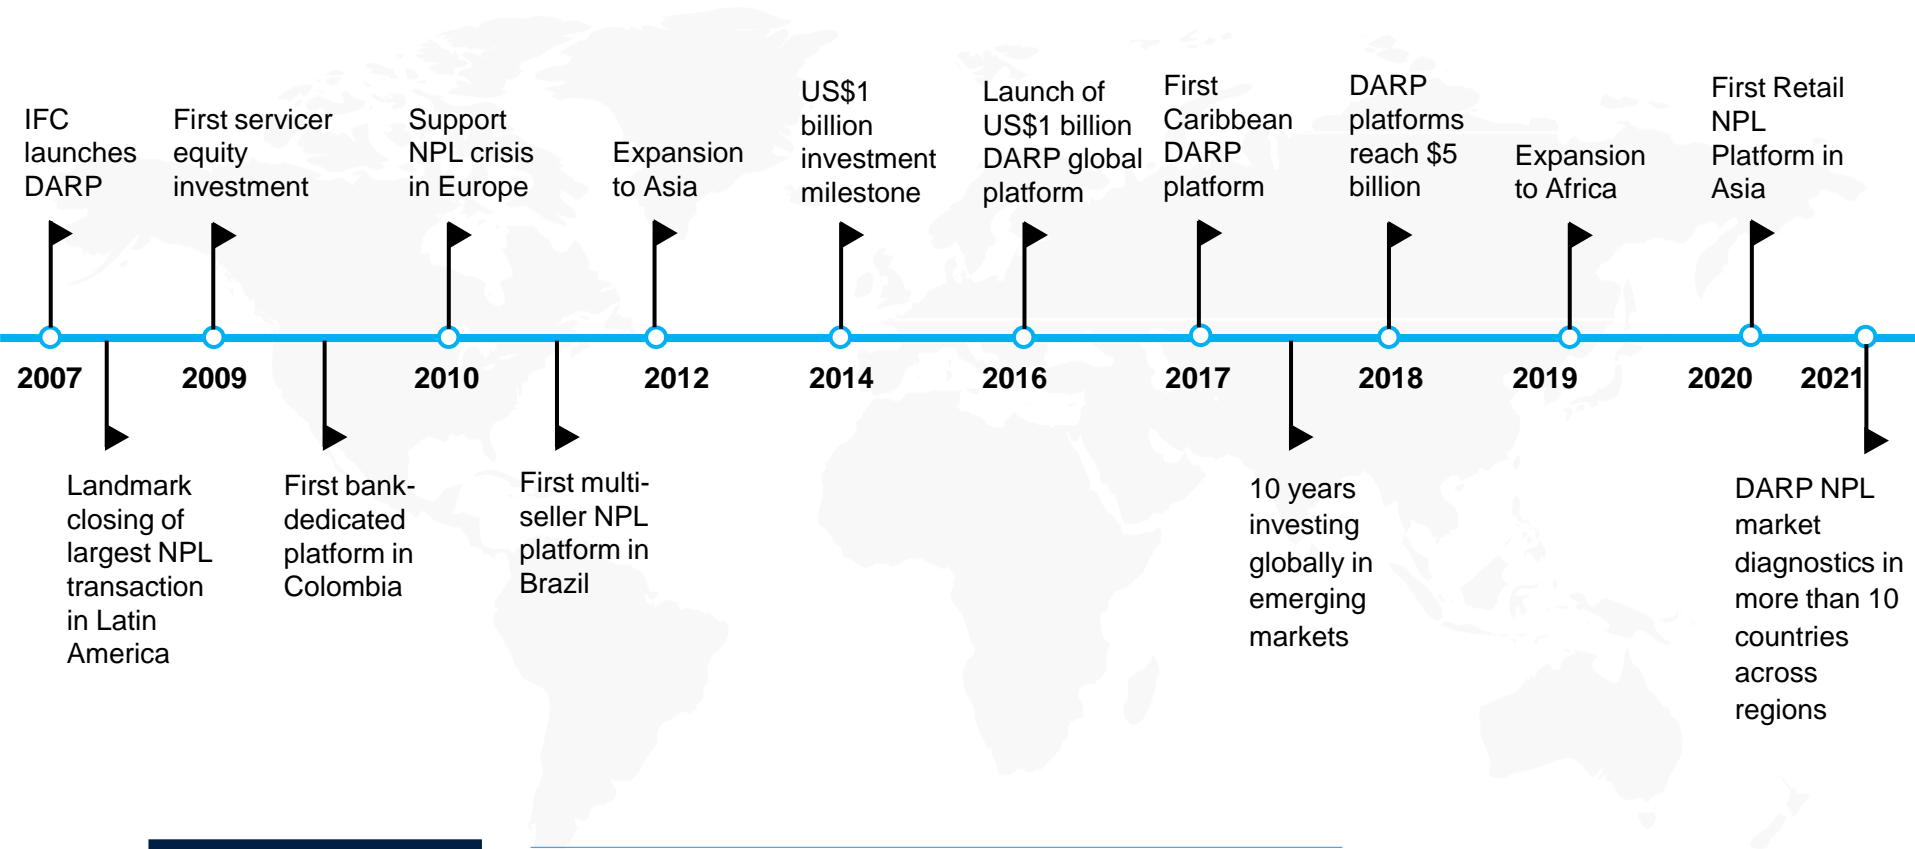 IFC
launches
DARP
First servicer
equity
investment
Support
NPL crisis
in Europe
Expansion
to Asia
US$1
billion
investment
milestone
Launch of
US$1 billion
DARP global
platform
First
Caribbean
DARP
platform
DARP
platforms
reach $5
billion
Expansion
to Africa
First Retail
NPL
Platform in
Asia
2007
2009
2010
2012
2014
2016
2017
2018
2019
2020
2021
Landmark
closing of
largest NPL
transaction
in Latin
America
First bank-
dedicated
platform in
Colombia
First multi-
seller NPL
platform in
Brazil
10 years
investing
globally in
emerging
markets
DARP NPL
market
diagnostics in
more than 10
countries
across
regions